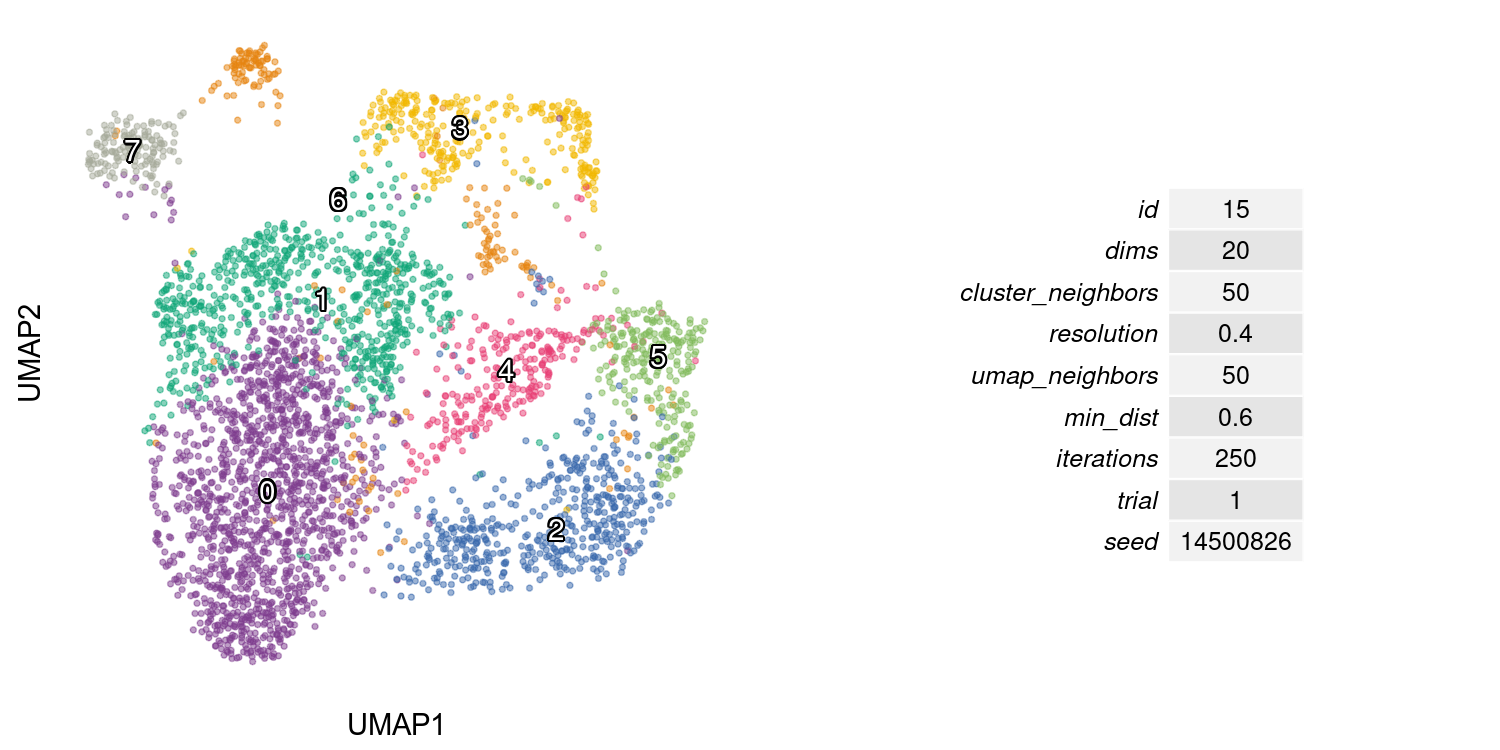 7
3
6
1
4
5
0
2
UMAP1
UMAP2
id 15
dims 20
cluster_neighbors 50
resolution 0.4
umap_neighbors 50
min_dist 0.6
iterations 250
trial 1
seed 14500826